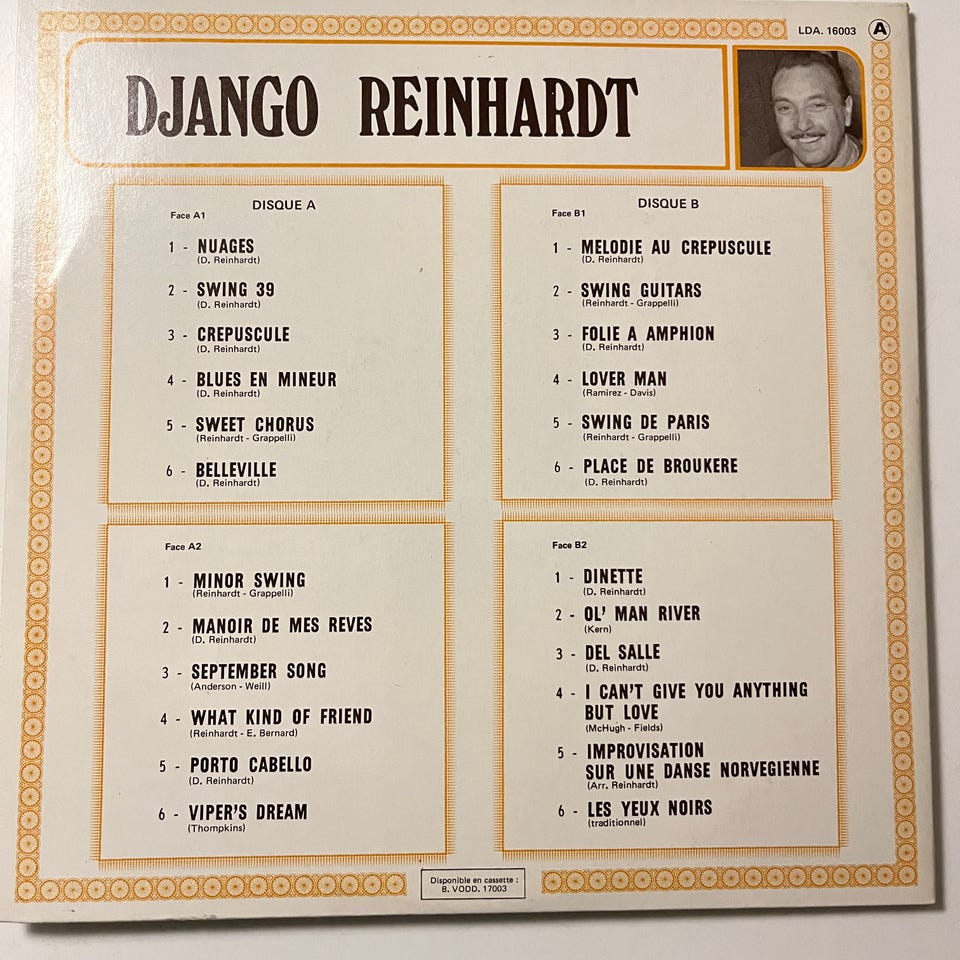 LDA. 16003 A
DJANGO REINHARDT
DISQUE A
Face A1
1 - NUAGES
(D. Reinhardt)
2 - SWING 39
(D. Reinhardt)
3 - CREPUSCULE
(D. Reinhardt)
4 - BLUES EN MINEUR
(D. Reinhardt)
5 - SWEET CHORUS
(Reinhardt - Grappelli)
6 - BELLEVILLE
(D. Reinhardt)
Face A2
1 - MINOR SWING
(Reinhardt - Grappelli)
2 - MANOIR DE MES REVES
(D. Reinhardt)
3 - SEPTEMBER SONG
(Anderson - Weill)
4 - WHAT KIND OF FRIEND
(Reinhardt - E. Bernard)
5 - PORTO CABELLO
(D. Reinhardt)
6 - VIPER'S DREAM
(Thompkins)
DISQUE B
Face B1
1 - MELODIE AU CREPUSCULE
(D. Reinhardt)
2 - SWING GUITARS
(Reinhardt - Grappelli)
3 - FOLIE A AMPHION
(D. Reinhardt)
4 - LOVER MAN
(Ramirez - Davis)
5 - SWING DE PARIS
(Reinhardt - Grappelli)
6 - PLACE DE BROUKERE
(D. Reinhardt)
Face B2
1 - DINETTE
(D. Reinhardt)
2 - OL' MAN RIVER
(Kern)
3 - DEL SALLE
(D. Reinhardt)
4 - I CAN'T GIVE YOU ANYTHING
BUT LOVE
(McHugh - Fields)
5 - IMPROVISATION
SUR UNE DANSE NORVEGIENNE
(Arr. Reinhardt)
6 - LES YEUX NOIRS
(traditionnel)
Disponible en cassette :
B. VODD. 17003